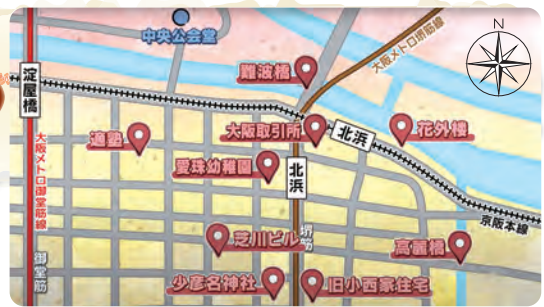 中央公会堂
N
大阪メトロ堺筋線
難波橋
淀屋橋
大阪取引所
北浜
花外楼
適塾
愛珠幼稚園
北浜
大阪メトロ御堂筋線
京阪本線
芝川ビル
堺筋
高麗橋
御堂筋
少彦名神社
旧小西家住宅